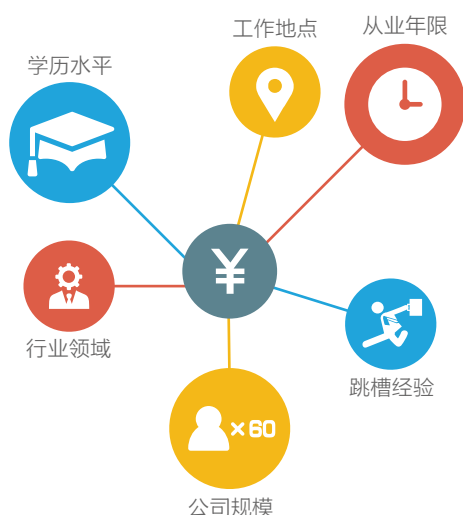 从业年限
工作地点
学历水平
¥
行业领域
跳槽经验
×60
公司规模